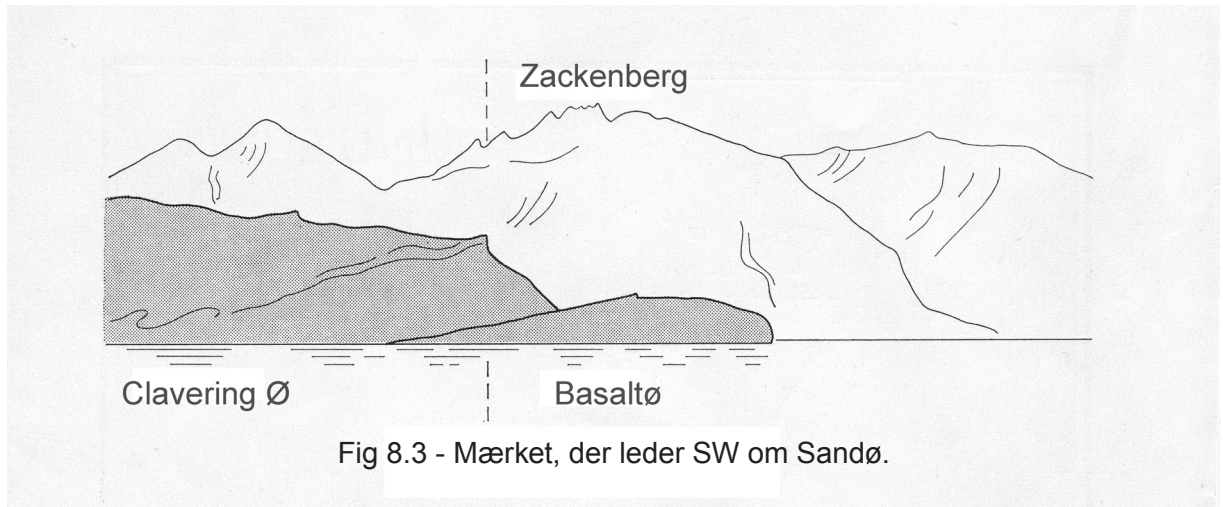 Zackenberg
Clavering Ø
Basaltø
Fig 8.3 - Mærket, der leder SW om Sandø.